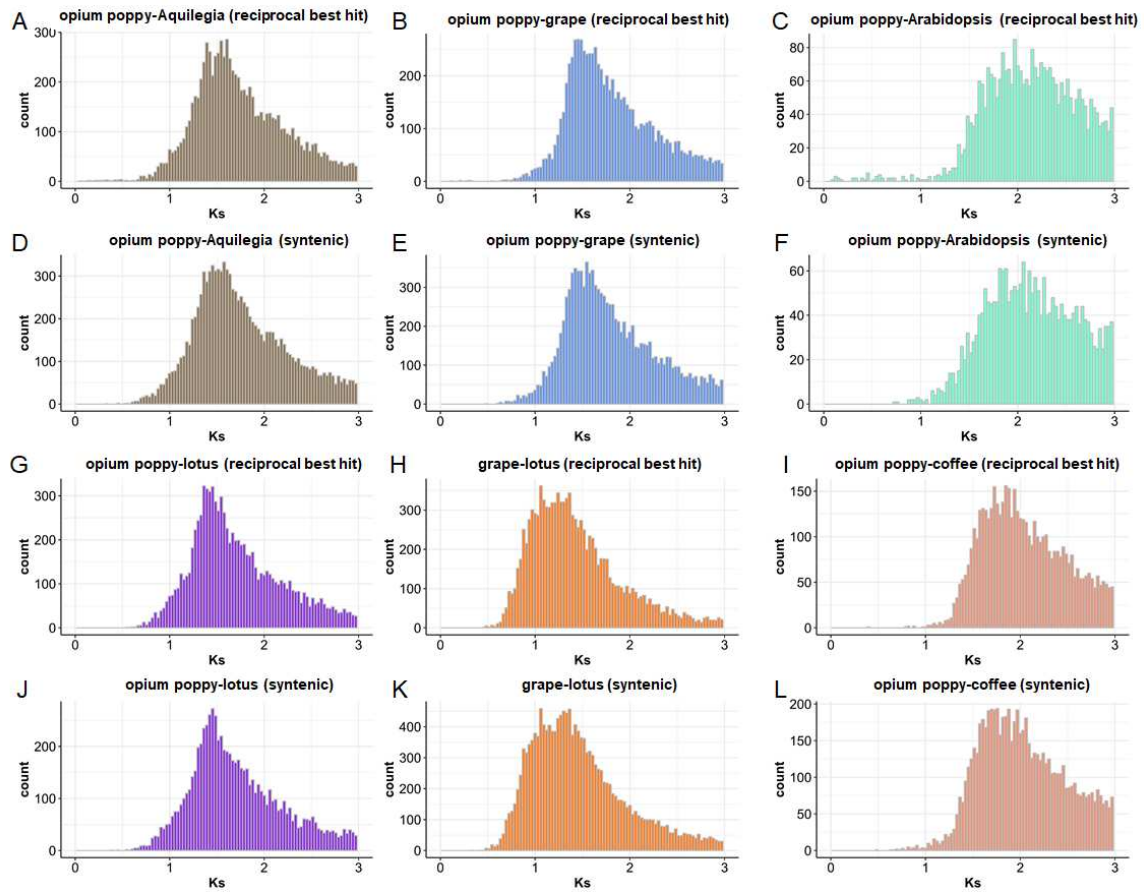 A opium poppy-Aquilegia (reciprocal best hit)
300
200
100
0
count
0 1 2 3
Ks
B opium poppy-grape (reciprocal best hit)
200
100
0
count
0 1 2 3
Ks
C opium poppy-Arabidopsis (reciprocal best hit)
80
60
40
20
0
count
0 1 2 3
Ks
D opium poppy-Aquilegia (syntenic)
300
200
100
0
count
0 1 2 3
Ks
E opium poppy-grape (syntenic)
300
200
100
0
count
0 1 2 3
Ks
F opium poppy-Arabidopsis (syntenic)
60
40
20
0
count
0 1 2 3
Ks
G opium poppy-lotus (reciprocal best hit)
300
200
100
0
count
0 1 2 3
Ks
H grape-lotus (reciprocal best hit)
300
200
100
0
count
0 1 2 3
Ks
I opium poppy-coffee (reciprocal best hit)
150
100
50
0
count
0 1 2 3
Ks
J opium poppy-lotus (syntenic)
200
100
0
count
0 1 2 3
Ks
K grape-lotus (syntenic)
400
300
200
100
0
count
0 1 2 3
Ks
L opium poppy-coffee (syntenic)
200
150
100
50
0
count
0 1 2 3
Ks